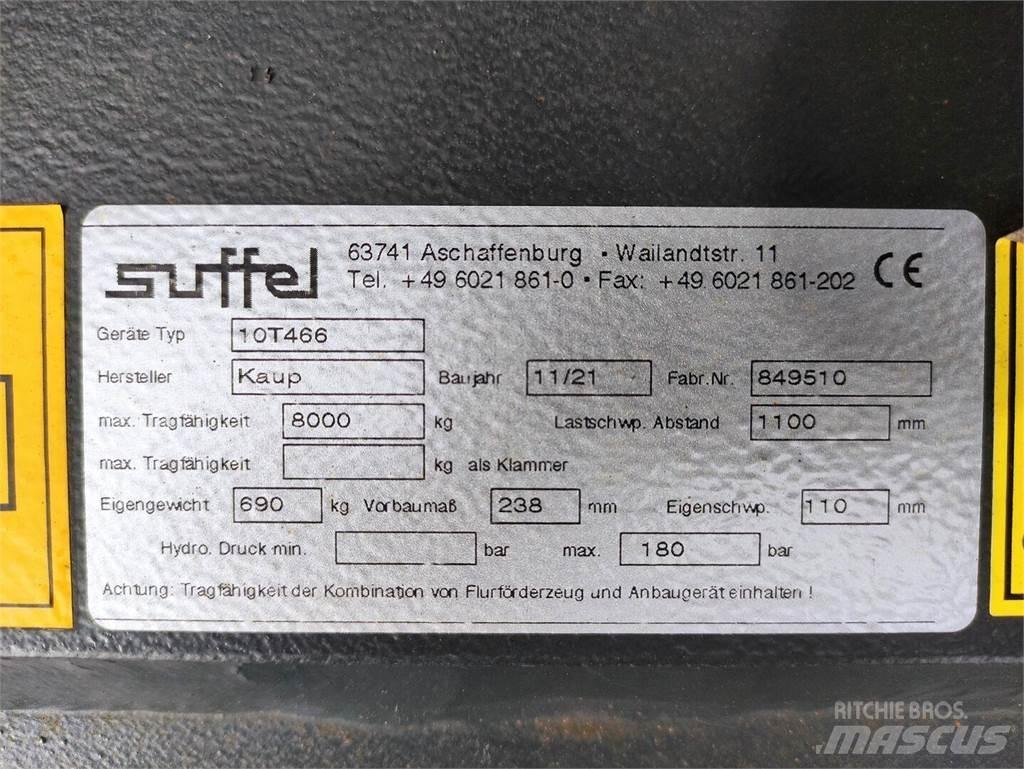 suffel
63741 Aschaffenburg • Wailandtstr. 11
Tel. +49 6021 861-0 • Fax: +49 6021 861-202 CE
Geräte Typ 10T466
Hersteller Kaup Baujahr 11/21 Fabr.Nr. 849510
max. Tragfähigkeit 8000 kg Lastschwp. Abstand 1100 mm
max. Tragfähigkeit kg als Klammer
Eigengewicht 690 kg Vorbaumaß 238 mm Eigenschwp. 110 mm
Hydro. Druck min. bar max. 180 bar
Achtung: Tragfähigkeit der Kombination von Flurförderzeug und Anbaugerät einhalten !
RITCHIE BROS.
MASCUS